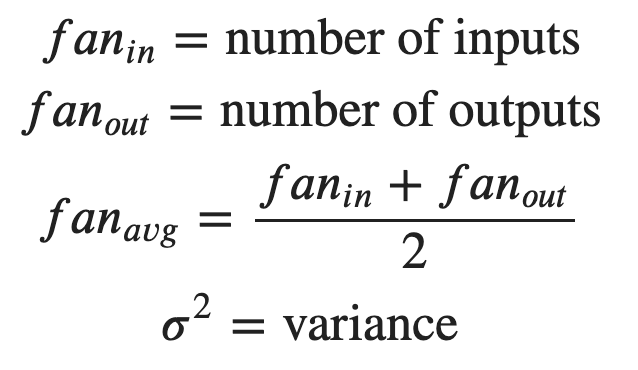 fan_in = number of inputs
fan_out = number of outputs
fan_avg = (fan_in + fan_out) / 2
σ² = variance